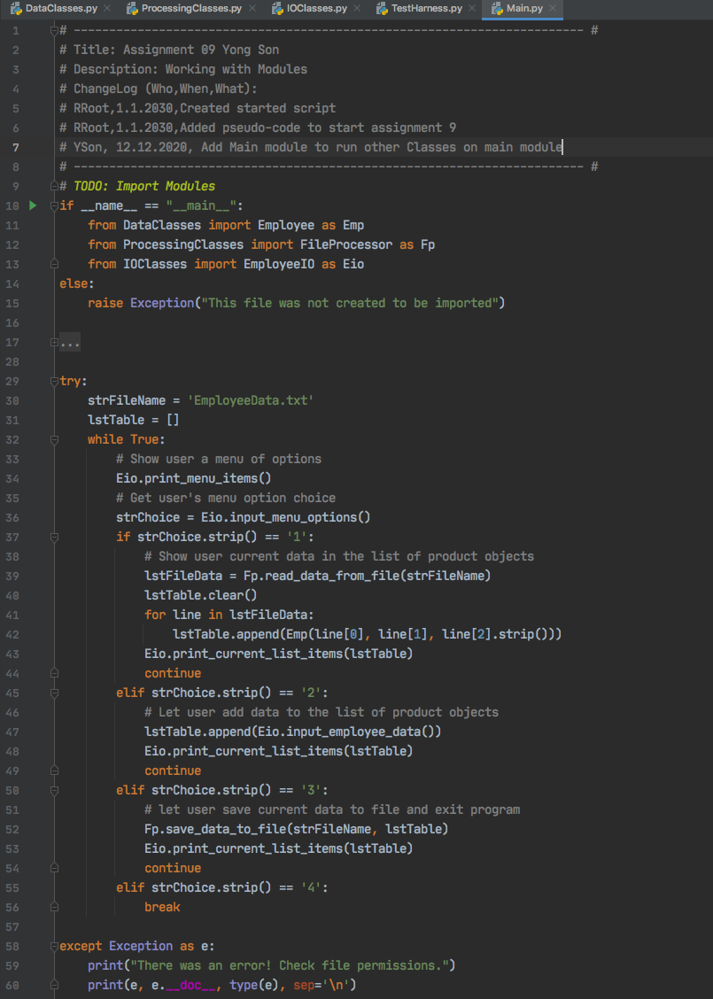 DataClasses.py ProcessingClasses.py IOClasses.py TestHarness.py Main.py
1 # ------------------------------------------------------------------------ #
2 # Title: Assignment 09 Yong Son
3 # Description: Working with Modules
4 # ChangeLog (Who,When,What):
5 # RRoot,1.1.2030,Created started script
6 # RRoot,1.1.2030,Added pseudo-code to start assignment 9
7 # YSon, 12.12.2020, Add Main module to run other Classes on main module
8 # ------------------------------------------------------------------------ #
9 # TODO: Import Modules
10 if __name__ == "__main__":
11     from DataClasses import Employee as Emp
12     from ProcessingClasses import FileProcessor as Fp
13     from IOClasses import EmployeeIO as Eio
14 else:
15     raise Exception("This file was not created to be imported")
16
17 ...
28
29 try:
30     strFileName = 'EmployeeData.txt'
31     lstTable = []
32     while True:
33         # Show user a menu of options
34         Eio.print_menu_items()
35         # Get user's menu option choice
36         strChoice = Eio.input_menu_options()
37         if strChoice.strip() == '1':
38             # Show user current data in the list of product objects
39             lstFileData = Fp.read_data_from_file(strFileName)
40             lstTable.clear()
41             for line in lstFileData:
42                 lstTable.append(Emp(line[0], line[1], line[2].strip()))
43             Eio.print_current_list_items(lstTable)
44             continue
45         elif strChoice.strip() == '2':
46             # Let user add data to the list of product objects
47             lstTable.append(Eio.input_employee_data())
48             Eio.print_current_list_items(lstTable)
49             continue
50         elif strChoice.strip() == '3':
51             # let user save current data to file and exit program
52             Fp.save_data_to_file(strFileName, lstTable)
53             Eio.print_current_list_items(lstTable)
54             continue
55         elif strChoice.strip() == '4':
56             break
57
58 except Exception as e:
59     print("There was an error! Check file permissions.")
60     print(e, e.__doc__, type(e), sep='\n')